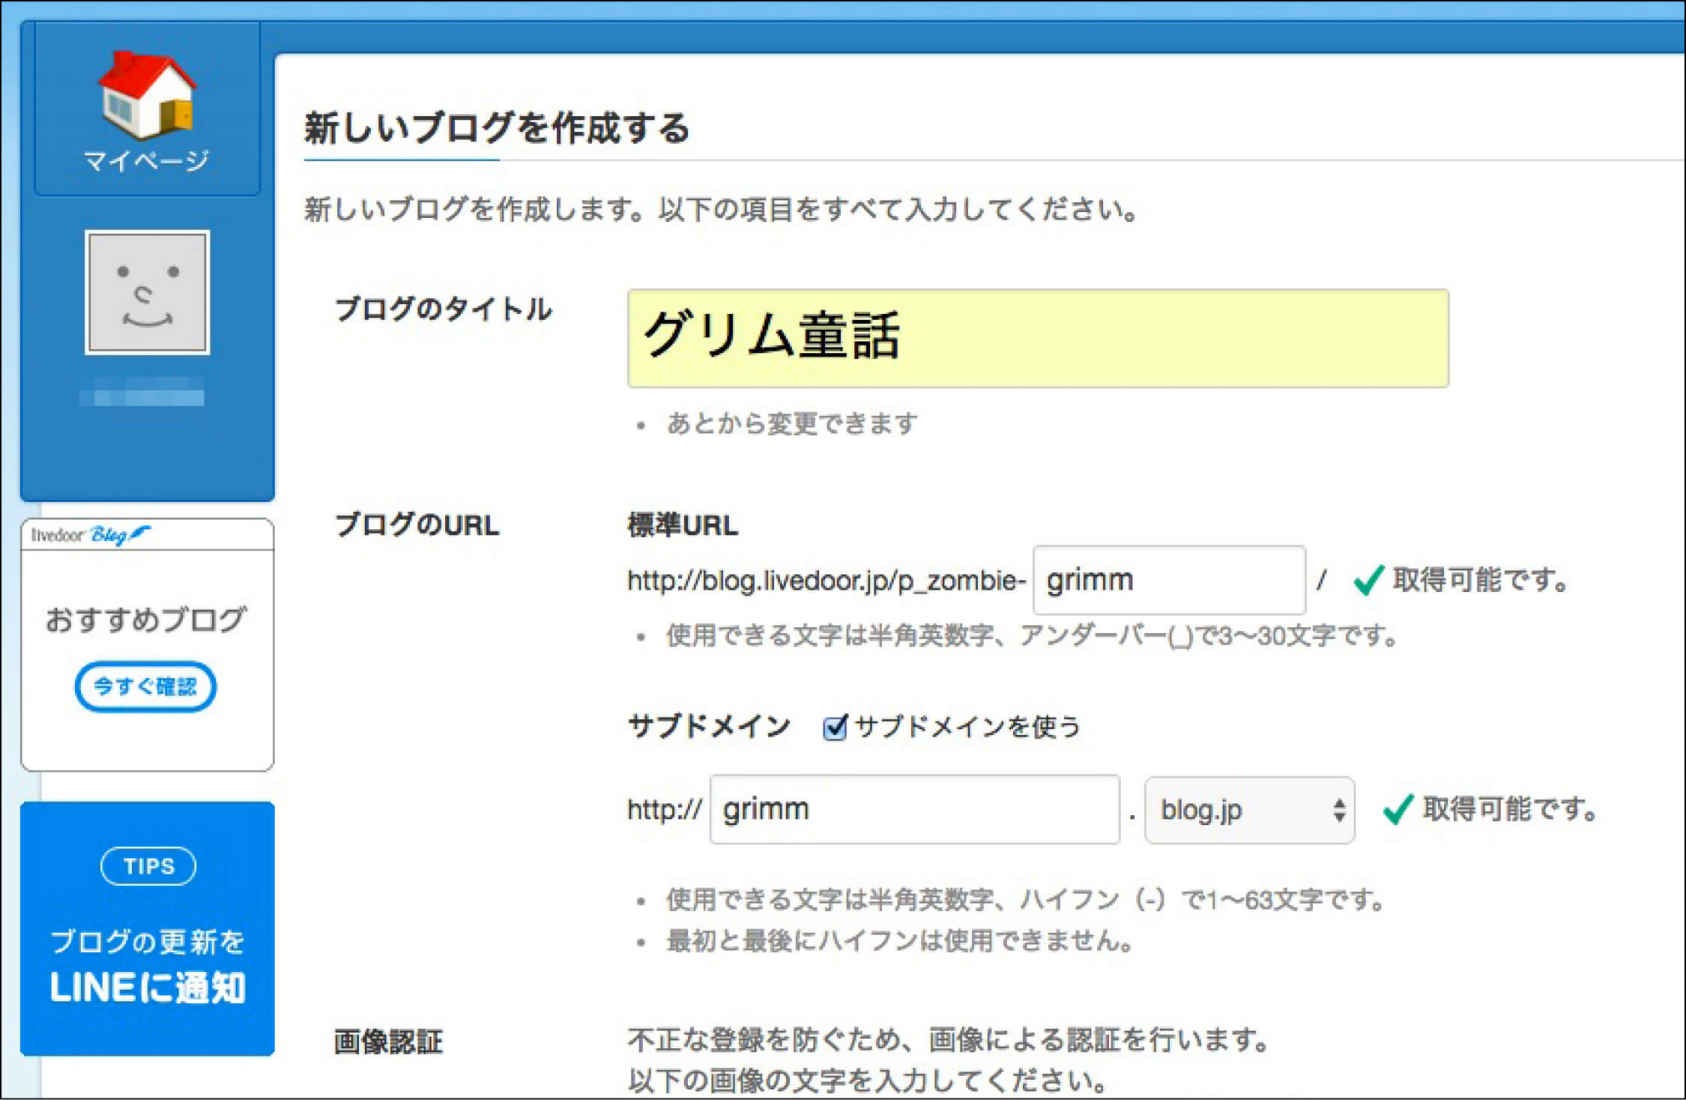 マイページ
livedoor Blog
おすすめブログ
今すぐ確認
TIPS
ブログの更新を
LINEに通知
新しいブログを作成する
新しいブログを作成します。以下の項目をすべて入力してください。
ブログのタイトル
グリム童話
• あとから変更できます
ブログのURL
標準URL
http://blog.livedoor.jp/p_zombie- grimm / 取得可能です。
• 使用できる文字は半角英数字、アンダーバー(_)で3〜30文字です。
サブドメイン サブドメインを使う
http:// grimm . blog.jp 取得可能です。
• 使用できる文字は半角英数字、ハイフン（-）で1〜63文字です。
• 最初と最後にハイフンは使用できません。
画像認証
不正な登録を防ぐため、画像による認証を行います。
以下の画像の文字を入力してください。